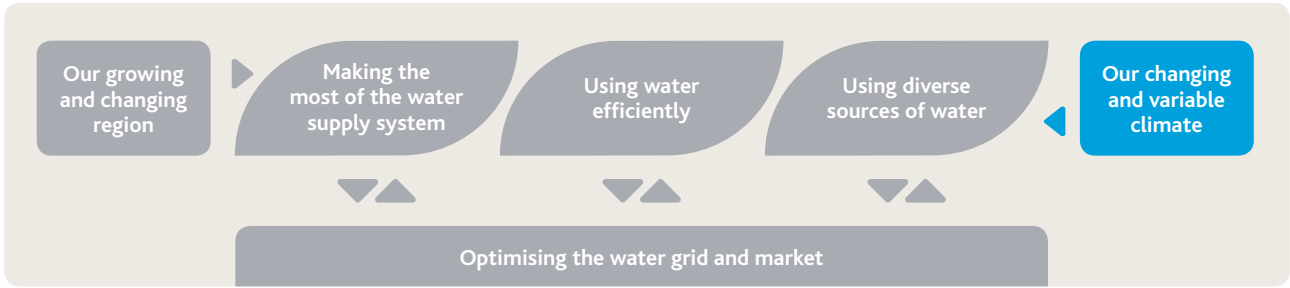 Our growing
and changing
region
Making the
most of the water
supply system
Using water
efficiently
Using diverse
sources of water
Our changing
and variable
climate
Optimising the water grid and market